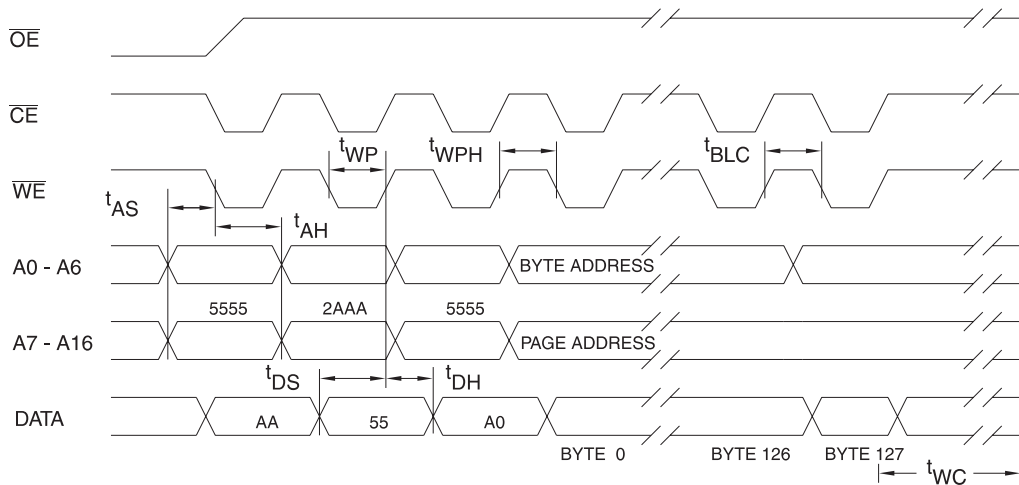 OE
CE
tWP tWPH tBLC
WE
tAS
tAH
A0 - A6 BYTE ADDRESS
5555 2AAA 5555
A7 - A16 PAGE ADDRESS
tDS tDH
DATA AA 55 A0
BYTE 0 BYTE 126 BYTE 127
tWC